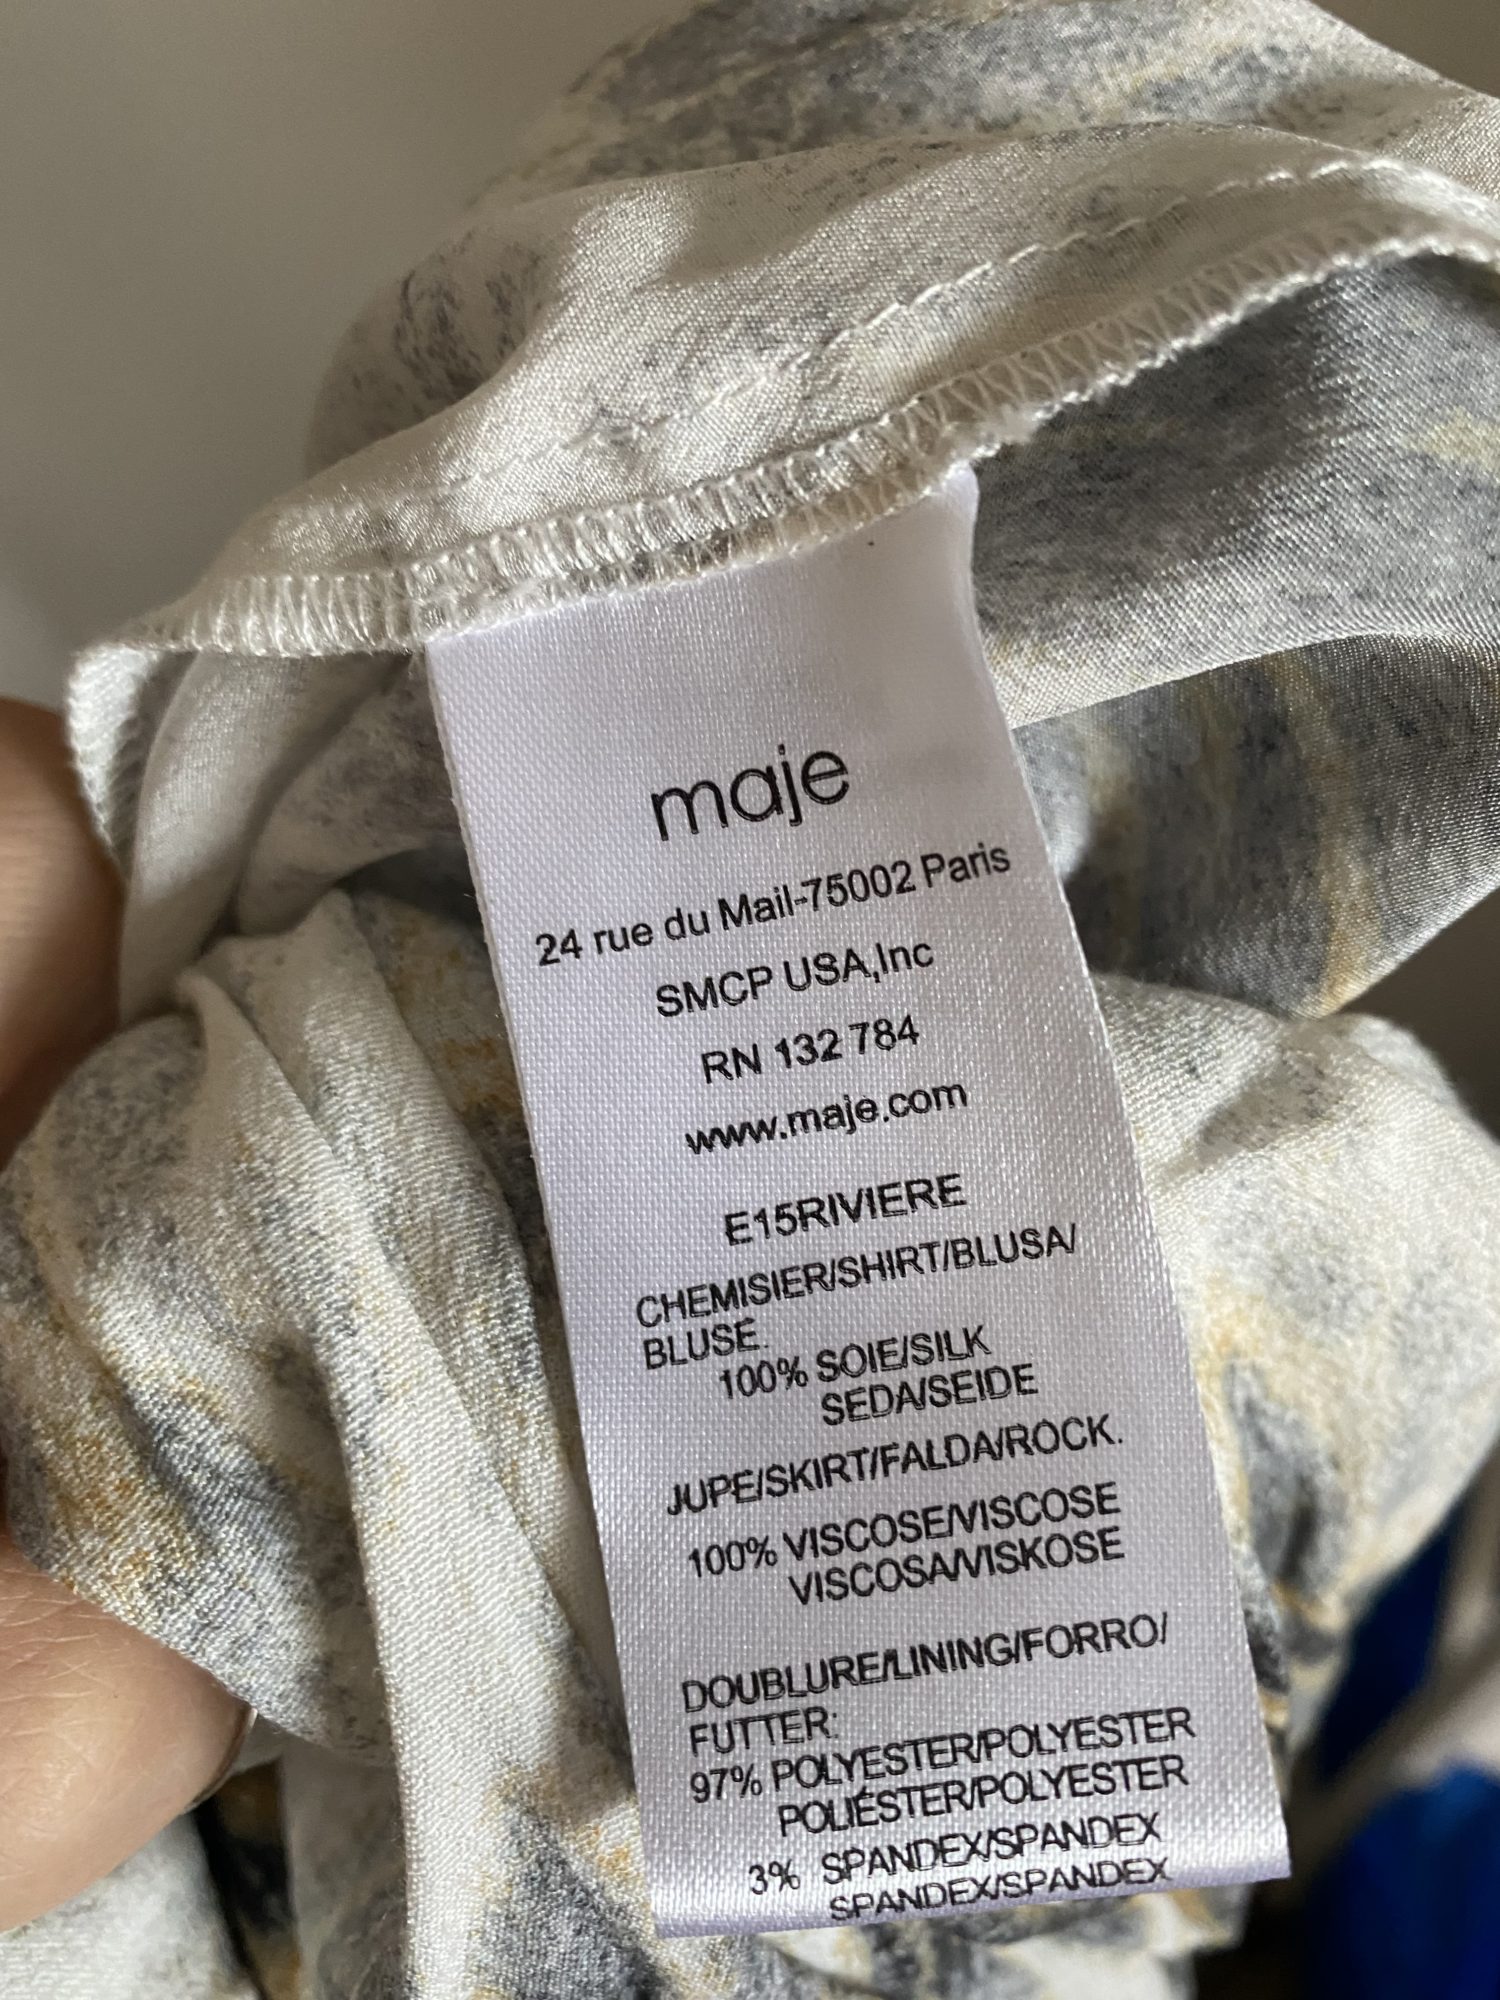 maje
24 rue du Mail-75002 Paris
SMCP USA,Inc
RN 132 784
www.maje.com
E15RIVIERE
CHEMISIER/SHIRT/BLUSA/
BLUSE.
100% SOIE/SILK
SEDA/SEIDE
JUPE/SKIRT/FALDA/ROCK.
100% VISCOSE/VISCOSE
VISCOSA/VISKOSE
DOUBLURE/LINING/FORRO/
FUTTER:
97% POLYESTER/POLYESTER
POLIÉSTER/POLYESTER
3% SPANDEX/SPANDEX
SPANDEX/SPANDEX